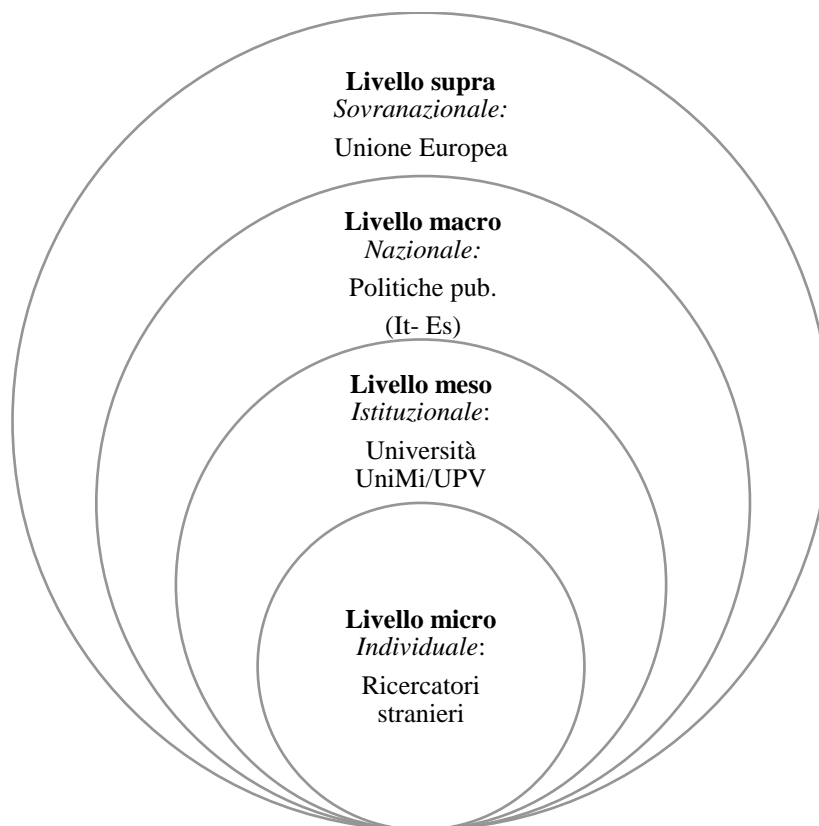 Livello supra
Sovranazionale:
Unione Europea
Livello macro
Nazionale:
Politiche pub.
(It- Es)
Livello meso
Istituzionale:
Università
UniMi/UPV
Livello micro
Individuale:
Ricercatori
stranieri